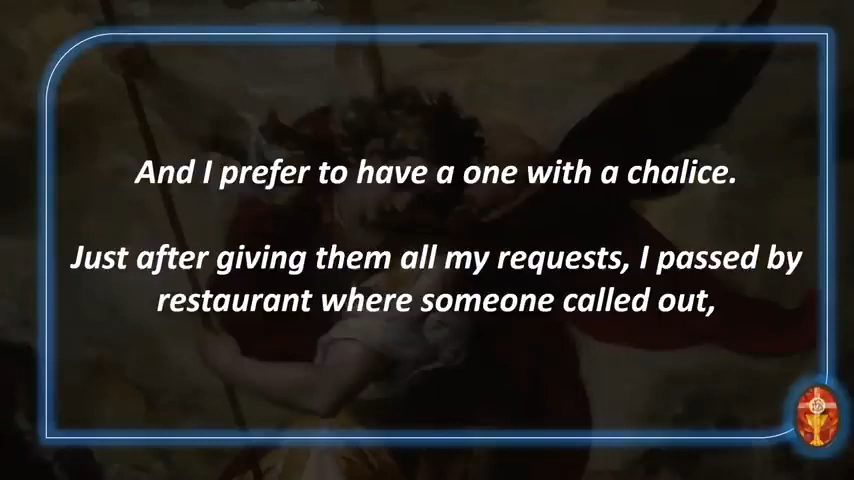 And I prefer to have a one with a chalice.
Just after giving them all my requests, I passed by
restaurant where someone called out,